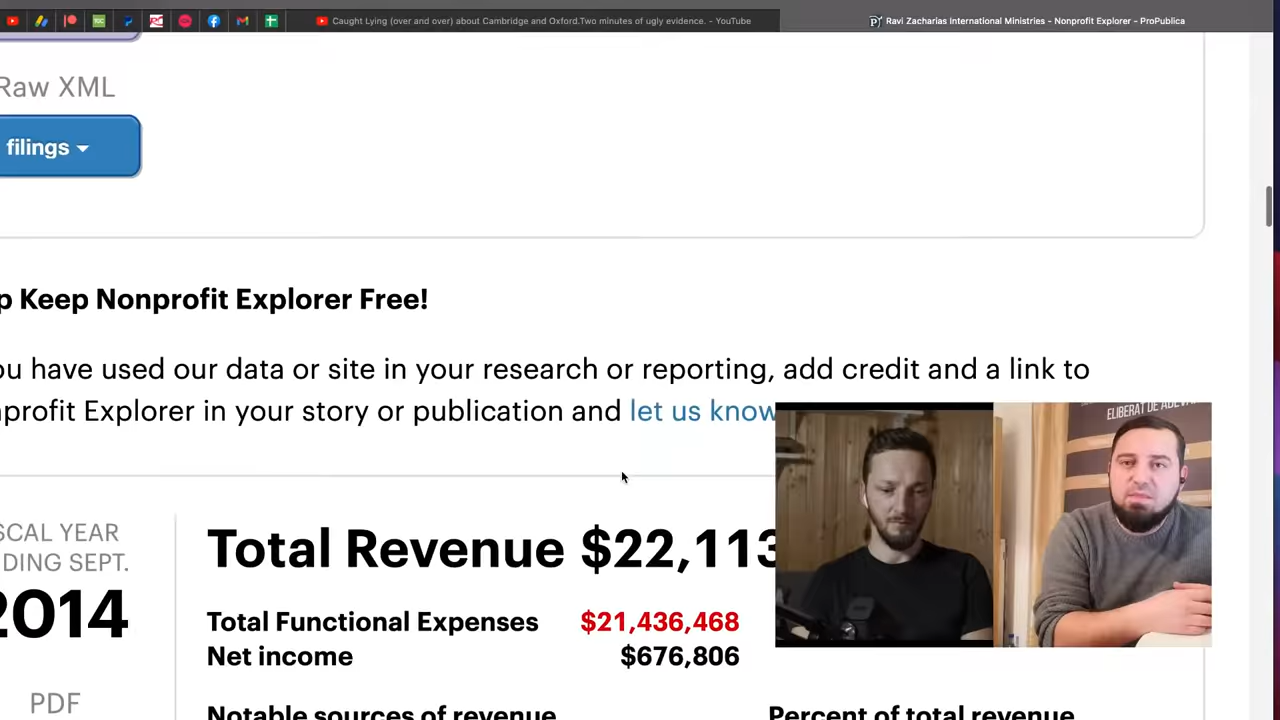 Caught Lying (over and over) about Cambridge and Oxford.Two minutes of ugly evidence. - YouTube
Ravi Zacharias International Ministries - Nonprofit Explorer - ProPublica
Raw XML
filings
p Keep Nonprofit Explorer Free!
ou have used our data or site in your research or reporting, add credit and a link to
nprofit Explorer in your story or publication and let us know
ELIBERAT DE ADEVĂ
SCAL YEAR
DING SEPT.
2014
PDF
Total Revenue $22,113
Total Functional Expenses $21,436,468
Net income $676,806
Notable sources of revenue
Percent of total revenue